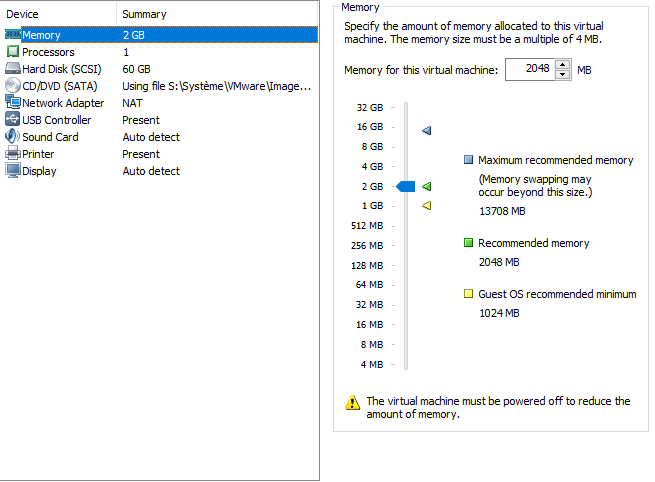 Device Summary
Memory 2 GB
Processors 1
Hard Disk (SCSI) 60 GB
CD/DVD (SATA) Using file S:\Système\VMware\Image...
Network Adapter NAT
USB Controller Present
Sound Card Auto detect
Printer Present
Display Auto detect
Memory
Specify the amount of memory allocated to this virtual
machine. The memory size must be a multiple of 4 MB.
Memory for this virtual machine: 2048 MB
32 GB
16 GB
8 GB
4 GB
2 GB
1 GB
512 MB
256 MB
128 MB
64 MB
32 MB
16 MB
8 MB
4 MB
Maximum recommended memory
(Memory swapping may
occur beyond this size.)
13708 MB
Recommended memory
2048 MB
Guest OS recommended minimum
1024 MB
The virtual machine must be powered off to reduce the
amount of memory.